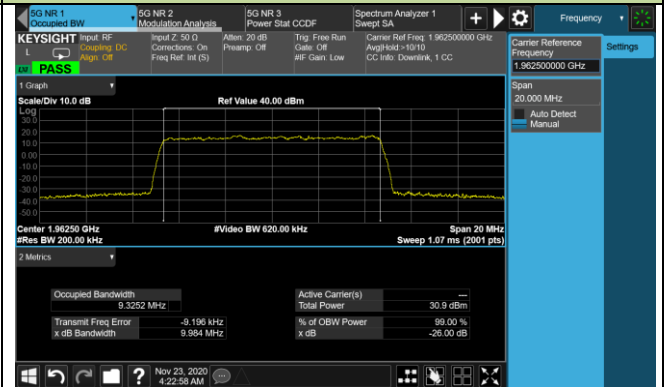 5G NR 1
Occupied BW
5G NR 2
Modulation Analysis
5G NR 3
Power Stat CCDF
Spectrum Analyzer 1
Swept SA
Frequency
KEYSIGHT
L
PASS
Input: RF
Coupling: DC
Align: Off
Input Z: 50 Ω
Corrections: On
Freq Ref: Int (S)
Atten: 20 dB
Preamp: Off
Trig: Free Run
Gate: Off
#IF Gain: Low
Carrier Ref Freq: 1.962500000 GHz
Avg|Hold:>10/10
CC Info: Downlink, 1 CC
Carrier Reference
Frequency
1.962500000 GHz
Settings
Span
20.000 MHz
Auto Detect
Manual
1 Graph
Scale/Div 10.0 dB
Ref Value 40.00 dBm
Log
30.0
20.0
10.0
0.00
-10.0
-20.0
-30.0
-40.0
-50.0
Center 1.96250 GHz
#Video BW 620.00 kHz
Span 20 MHz
#Res BW 200.00 kHz
Sweep 1.07 ms (2001 pts)
2 Metrics
Occupied Bandwidth
9.3252 MHz
Active Carrier(s)
---
Total Power
30.9 dBm
Transmit Freq Error
-9.196 kHz
% of OBW Power
99.00 %
x dB Bandwidth
9.984 MHz
x dB
-26.00 dB
?
Nov 23, 2020
4:22:58 AM